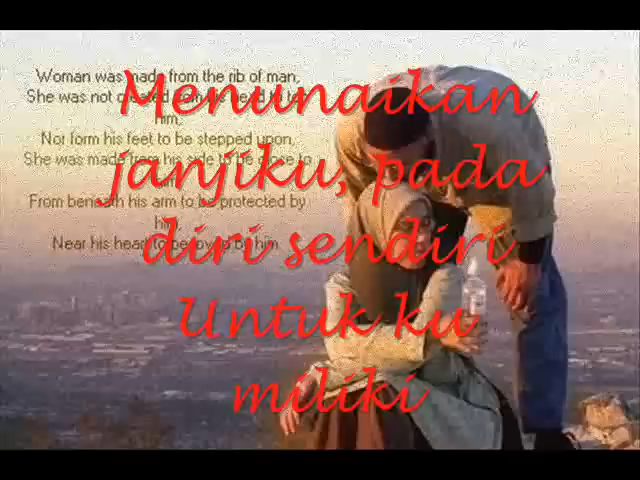 Woman was made from the rib of man,
She was not created from his head to top
him,
Nor form his feet to be stepped upon,
She was made from his side to be close to
From beneath his arm to be protected by
him
Near his heart to be loved by him
Menunaikan
janjiku, pada
diri sendiri
Untuk ku
miliki